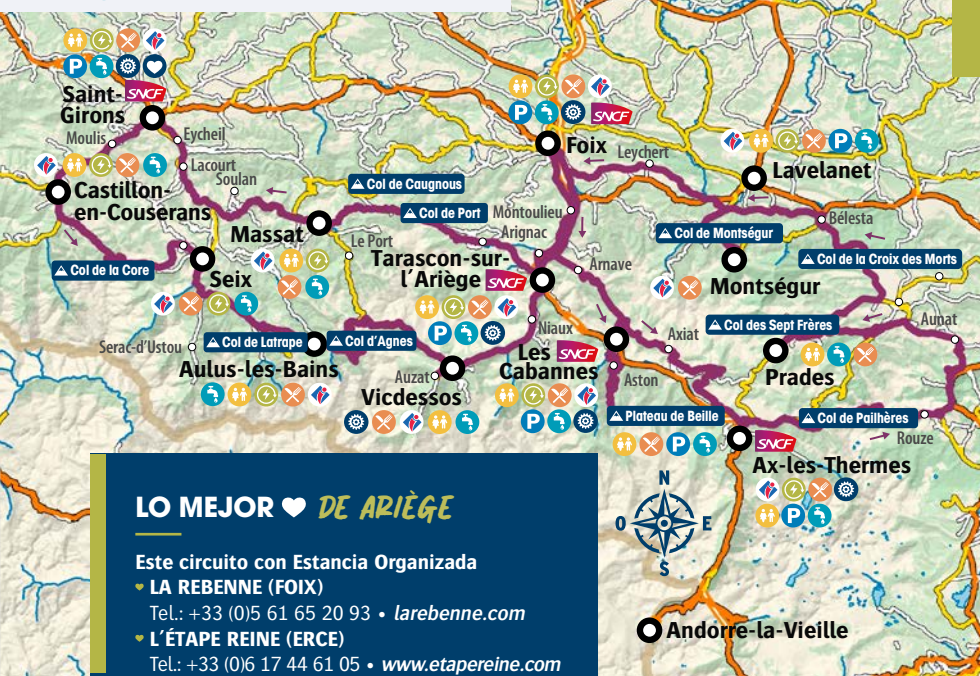 SNCF
Saint-
Girons
Moulis
Eycheil
Lacourt
Soulan
Castillon-
en-Couserans
Col de la Core
Seix
Massat
Col de Caugnous
Col de Port
Le Port
Montoulieu
Arignac
P
P
SNCF
Foix
Leychert
P
Lavelanet
Bélesta
Col de Montségur
Montségur
Col de la Croix des Morts
Tarascon-sur-
l'Ariège
SNCF
P
Arnave
Niaux
Axiat
Col des Sept Frères
Aunat
Prades
Serac-d'Ustou
Col de Latrape
Col d'Agnes
Aulus-les-Bains
Auzat
Vicdessos
Les
Cabannes
SNCF
P
Aston
Plateau de Beille
P
Col de Pailhères
Rouze
SNCF
Ax-les-Thermes
P
N
O
E
S
Andorre-la-Vieille
LO MEJOR DE ARIÈGE
Este circuito con Estancia Organizada
LA REBENNE (FOIX)
Tel.: +33 (0)5 61 65 20 93 • larebenne.com
L'ÉTAPE REINE (ERCE)
Tel.: +33 (0)6 17 44 61 05 • www.etapereine.com